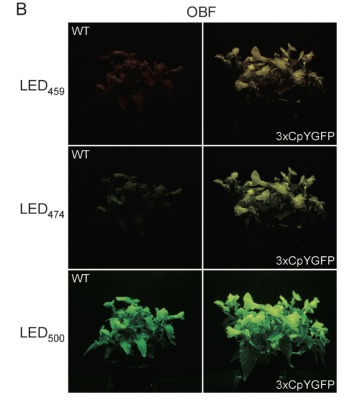 B
OBF
LED459
WT
3xCpYGFP
LED474
WT
3xCpYGFP
LED500
WT
3xCpYGFP